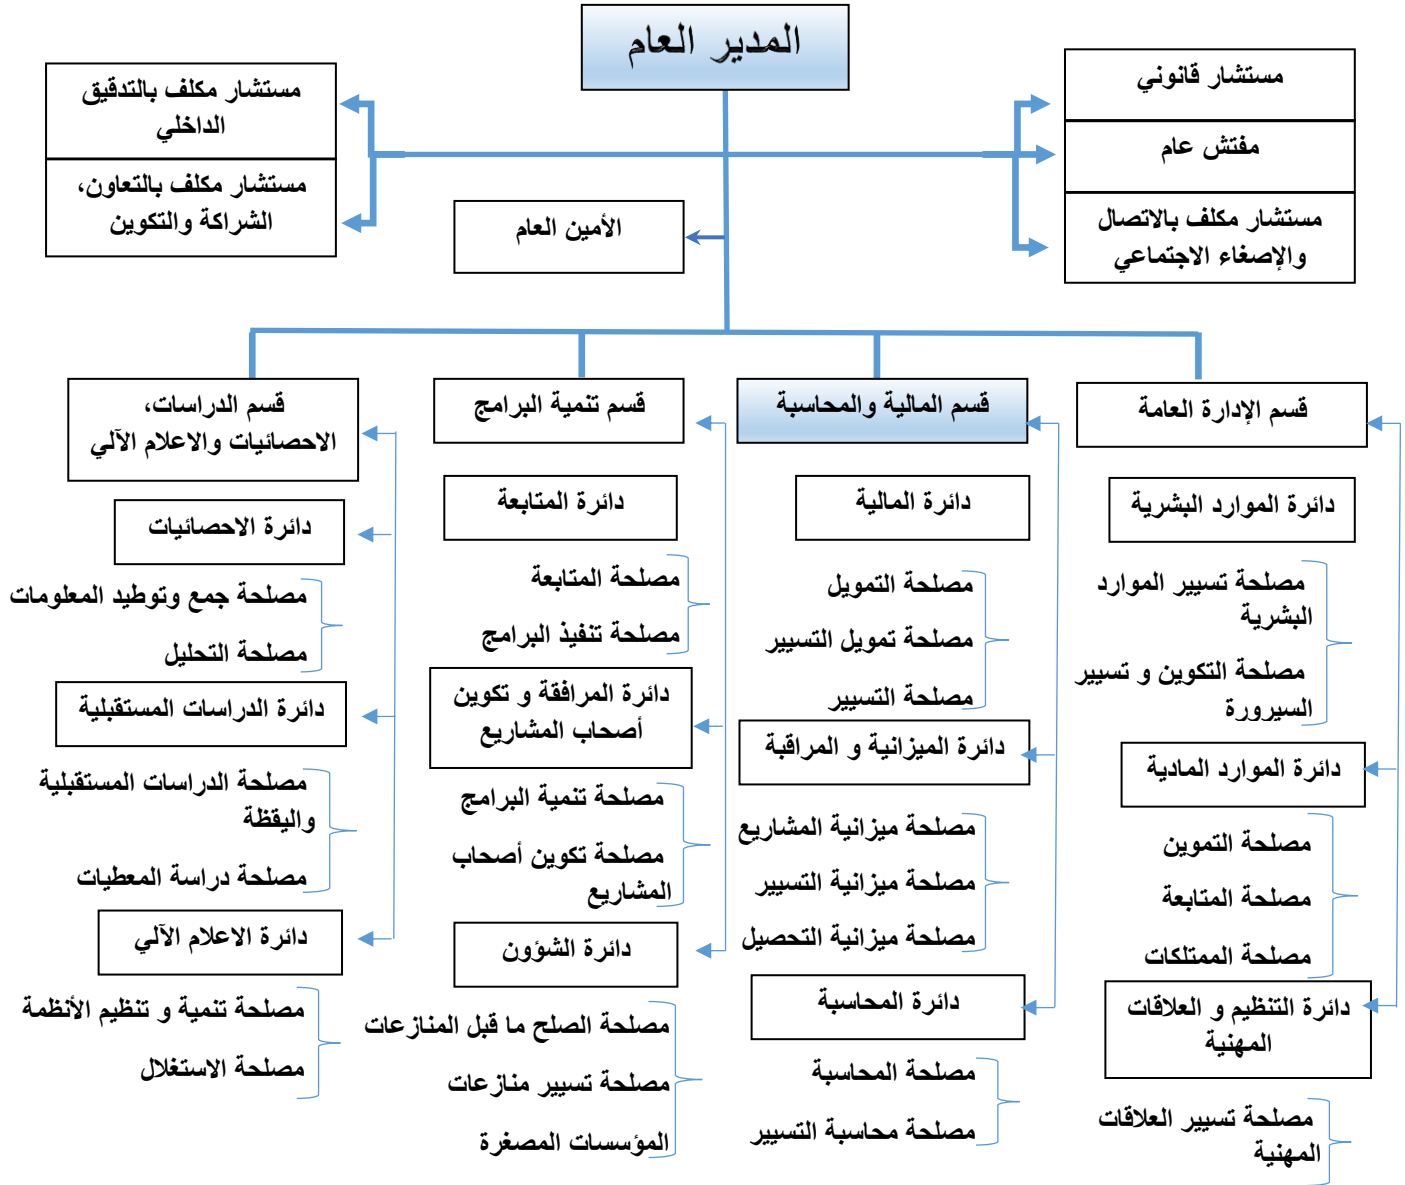 المدير العام
مستشار قانوني
مفتش عام
مستشار مكلف بالاتصال
والإصغاء الاجتماعي
مستشار مكلف بالتدقيق
الداخلي
مستشار مكلف بالتعاون،
الشراكة والتكوين
الأمين العام
قسم الإدارة العامة
دائرة الموارد البشرية
مصلحة تسيير الموارد
البشرية
مصلحة التكوين و تسيير
السيرورة
دائرة الموارد المادية
مصلحة التموين
مصلحة المتابعة
مصلحة الممتلكات
دائرة التنظيم و العلاقات
المهنية
مصلحة تسيير العلاقات
المهنية
قسم المالية والمحاسبة
دائرة المالية
مصلحة التمويل
مصلحة تمويل التسيير
مصلحة التسيير
دائرة الميزانية و المراقبة
مصلحة ميزانية المشاريع
مصلحة ميزانية التسيير
مصلحة ميزانية التحصيل
دائرة المحاسبة
مصلحة المحاسبة
مصلحة محاسبة التسيير
قسم تنمية البرامج
دائرة المتابعة
مصلحة المتابعة
مصلحة تنفيذ البرامج
دائرة المرافقة و تكوين
أصحاب المشاريع
مصلحة تنمية البرامج
مصلحة تكوين أصحاب
المشاريع
دائرة الشؤون
مصلحة الصلح ما قبل المنازعات
مصلحة تسيير منازعات
المؤسسات المصغرة
قسم الدراسات،
الاحصائيات والاعلام الآلي
دائرة الاحصائيات
مصلحة جمع وتوطيد المعلومات
مصلحة التحليل
دائرة الدراسات المستقبلية
مصلحة الدراسات المستقبلية
واليقظة
مصلحة دراسة المعطيات
دائرة الاعلام الآلي
مصلحة تنمية و تنظيم الأنظمة
مصلحة الاستغلال